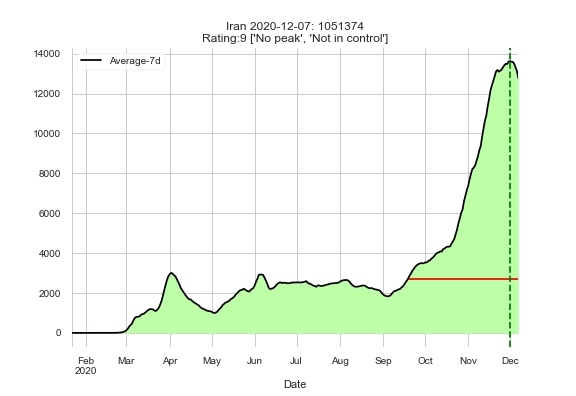 Iran 2020-12-07: 1051374
Rating:9 ['No peak', 'Not in control']
Average-7d
14000
12000
10000
8000
6000
4000
2000
0
Feb Mar Apr May Jun Jul Aug Sep Oct Nov Dec
2020
Date